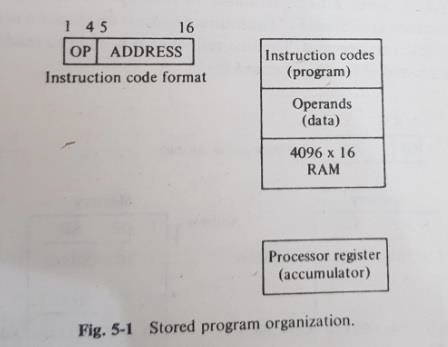 1 4 5 16
OP ADDRESS
Instruction code format
Instruction codes
(program)
Operands
(data)
4096 x 16
RAM
Processor register
(accumulator)
Fig. 5-1 Stored program organization.